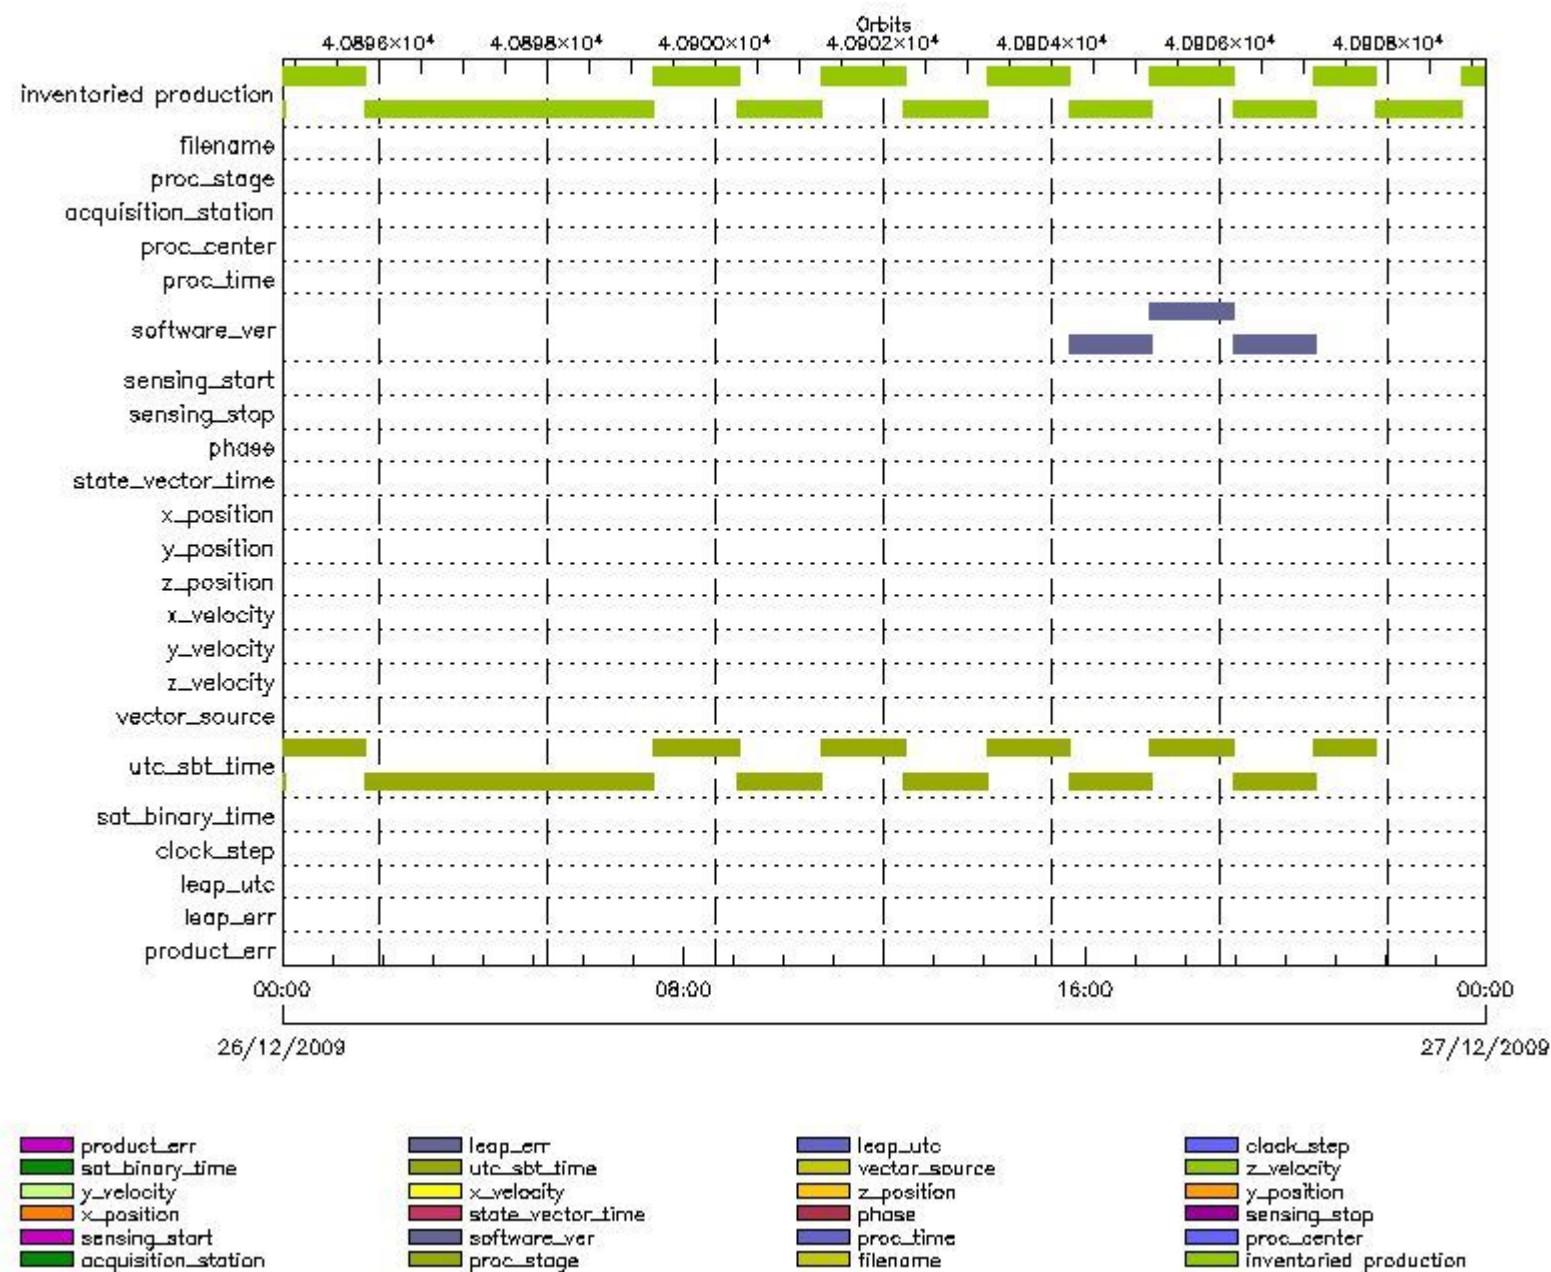 Orbits
4.0896×10⁴ 4.0898×10⁴ 4.0900×10⁴ 4.0902×10⁴ 4.0904×10⁴ 4.0906×10⁴ 4.0908×10⁴
inventoried production
filename
proc_stage
acquisition_station
proc_center
proc_time
software_ver
sensing_start
sensing_stop
phase
state_vector_time
x_position
y_position
z_position
x_velocity
y_velocity
z_velocity
vector_source
utc_sbt_time
sat_binary_time
clock_step
leap_utc
leap_err
product_err
00:00 08:00 16:00 00:00
26/12/2009 27/12/2009
product_err leap_err leap_utc clock_step
sat_binary_time utc_sbt_time vector_source z_velocity
y_velocity x_velocity z_position y_position
x_position state_vector_time phase sensing_stop
sensing_start software_ver proc_time proc_center
acquisition_station proc_stage filename inventoried production